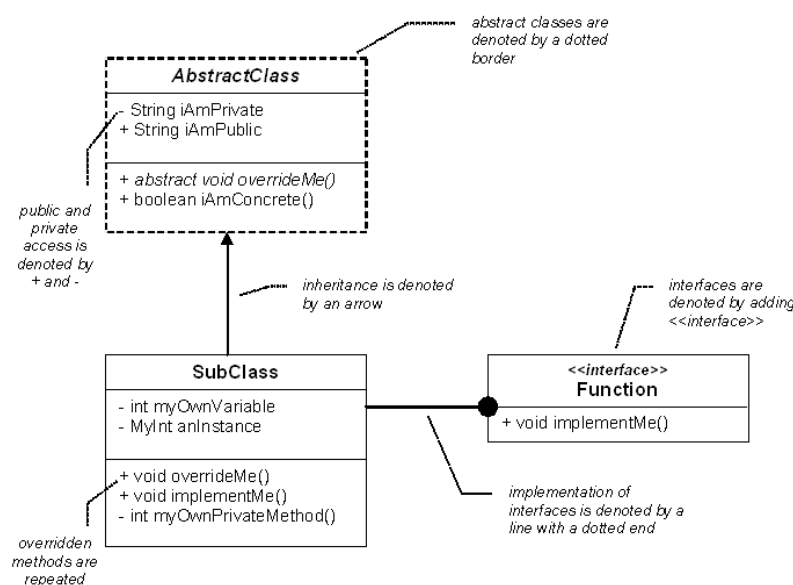 abstract classes are
denoted by a dotted
border
AbstractClass
- String iAmPrivate
+ String iAmPublic
+ abstract void overrideMe()
+ boolean iAmConcrete()
public and
private
access is
denoted by
+ and -
inheritance is denoted
by an arrow
interfaces are
denoted by adding
<<interface>>
SubClass
- int myOwnVariable
- MyInt anInstance
+ void overrideMe()
+ void implementMe()
- int myOwnPrivateMethod()
<<interface>>
Function
+ void implementMe()
implementation of
interfaces is denoted by a
line with a dotted end
overridden
methods are
repeated